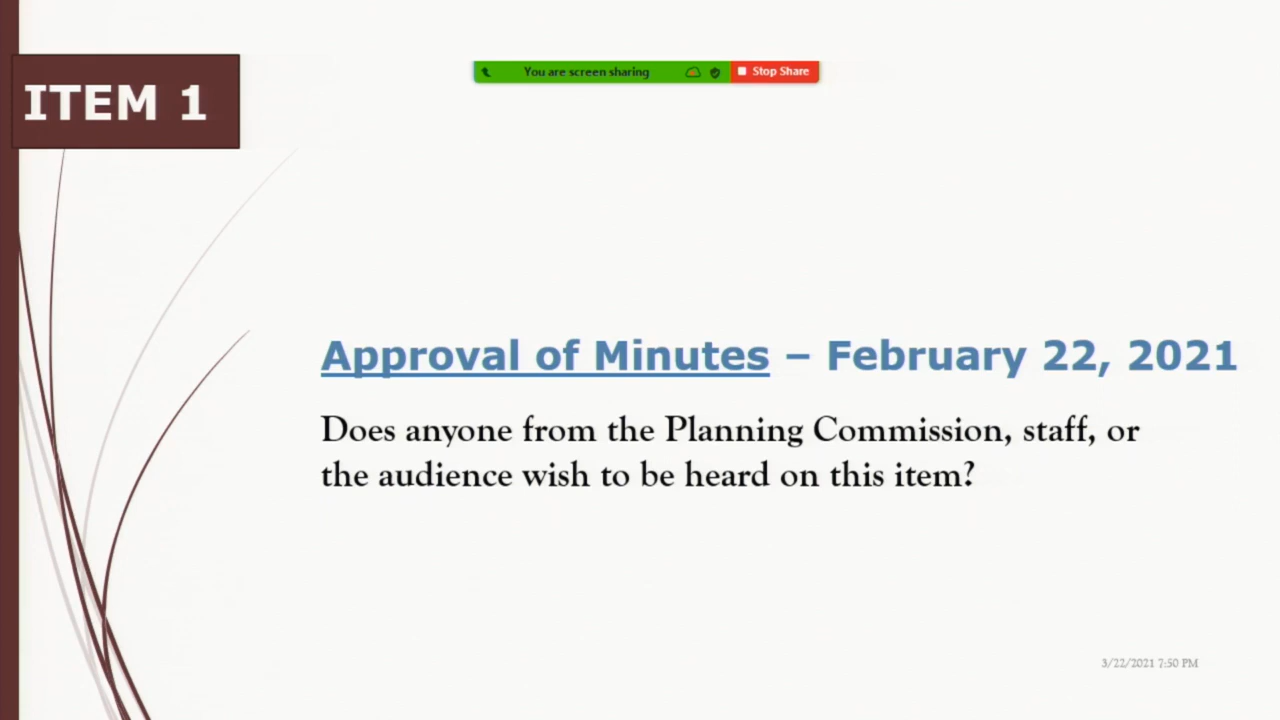 ITEM 1
You are screen sharing Stop Share
Approval of Minutes – February 22, 2021
Does anyone from the Planning Commission, staff, or
the audience wish to be heard on this item?
3/22/2021 7:50 PM